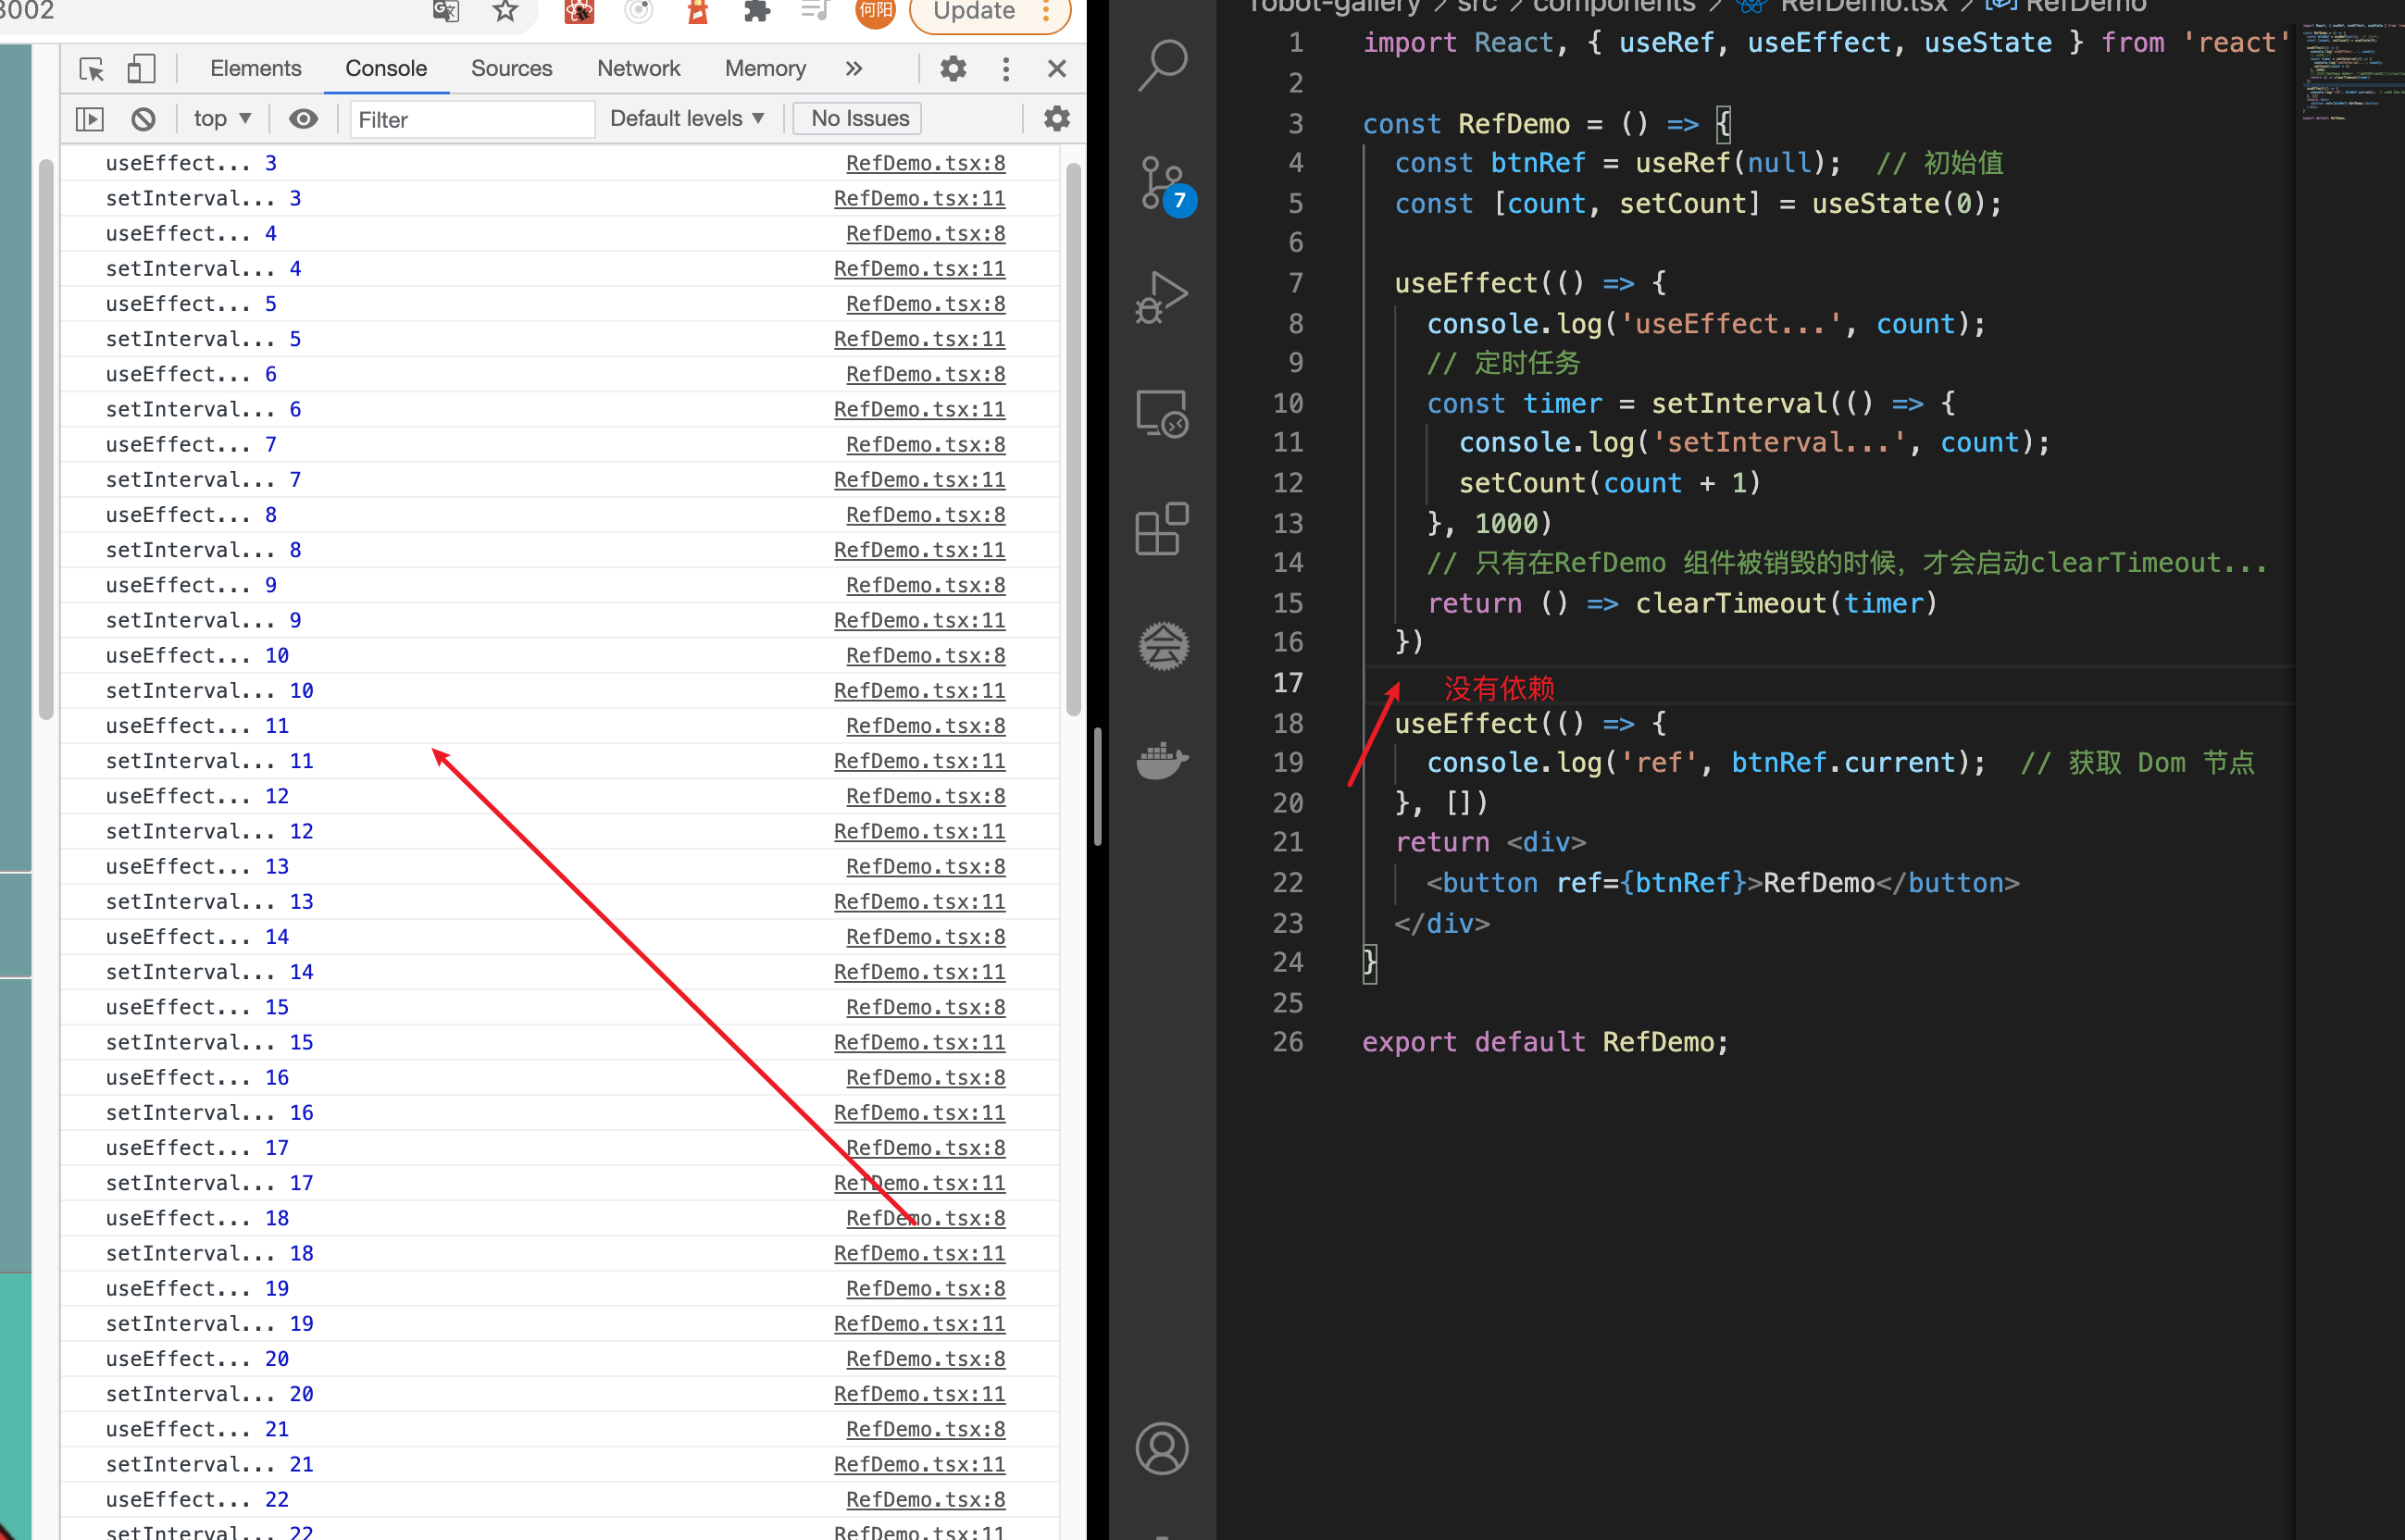 3002
何阳
Update
Elements Console Sources Network Memory »
top ▼ Filter Default levels ▼ No Issues
useEffect... 3 RefDemo.tsx:8
setInterval... 3 RefDemo.tsx:11
useEffect... 4 RefDemo.tsx:8
setInterval... 4 RefDemo.tsx:11
useEffect... 5 RefDemo.tsx:8
setInterval... 5 RefDemo.tsx:11
useEffect... 6 RefDemo.tsx:8
setInterval... 6 RefDemo.tsx:11
useEffect... 7 RefDemo.tsx:8
setInterval... 7 RefDemo.tsx:11
useEffect... 8 RefDemo.tsx:8
setInterval... 8 RefDemo.tsx:11
useEffect... 9 RefDemo.tsx:8
setInterval... 9 RefDemo.tsx:11
useEffect... 10 RefDemo.tsx:8
setInterval... 10 RefDemo.tsx:11
useEffect... 11 RefDemo.tsx:8
setInterval... 11 RefDemo.tsx:11
useEffect... 12 RefDemo.tsx:8
setInterval... 12 RefDemo.tsx:11
useEffect... 13 RefDemo.tsx:8
setInterval... 13 RefDemo.tsx:11
useEffect... 14 RefDemo.tsx:8
setInterval... 14 RefDemo.tsx:11
useEffect... 15 RefDemo.tsx:8
setInterval... 15 RefDemo.tsx:11
useEffect... 16 RefDemo.tsx:8
setInterval... 16 RefDemo.tsx:11
useEffect... 17 RefDemo.tsx:8
setInterval... 17 RefDemo.tsx:11
useEffect... 18 RefDemo.tsx:8
setInterval... 18 RefDemo.tsx:11
useEffect... 19 RefDemo.tsx:8
setInterval... 19 RefDemo.tsx:11
useEffect... 20 RefDemo.tsx:8
setInterval... 20 RefDemo.tsx:11
useEffect... 21 RefDemo.tsx:8
setInterval... 21 RefDemo.tsx:11
useEffect... 22 RefDemo.tsx:8
setInterval... 22 RefDemo.tsx:11
7
会
robot-gallery > src > components > RefDemo.tsx > RefDemo
1 import React, { useRef, useEffect, useState } from 'react'
2
3 const RefDemo = () => {
4 const btnRef = useRef(null); // 初始值
5 const [count, setCount] = useState(0);
6
7 useEffect(() => {
8 console.log('useEffect...', count);
9 // 定时任务
10 const timer = setInterval(() => {
11 console.log('setInterval...', count);
12 setCount(count + 1)
13 }, 1000)
14 // 只有在RefDemo 组件被销毁的时候，才会启动clearTimeout...
15 return () => clearTimeout(timer)
16 })
17 没有依赖
18 useEffect(() => {
19 console.log('ref', btnRef.current); // 获取 Dom 节点
20 }, [])
21 return <div>
22 <button ref={btnRef}>RefDemo</button>
23 </div>
24 }
25
26 export default RefDemo;